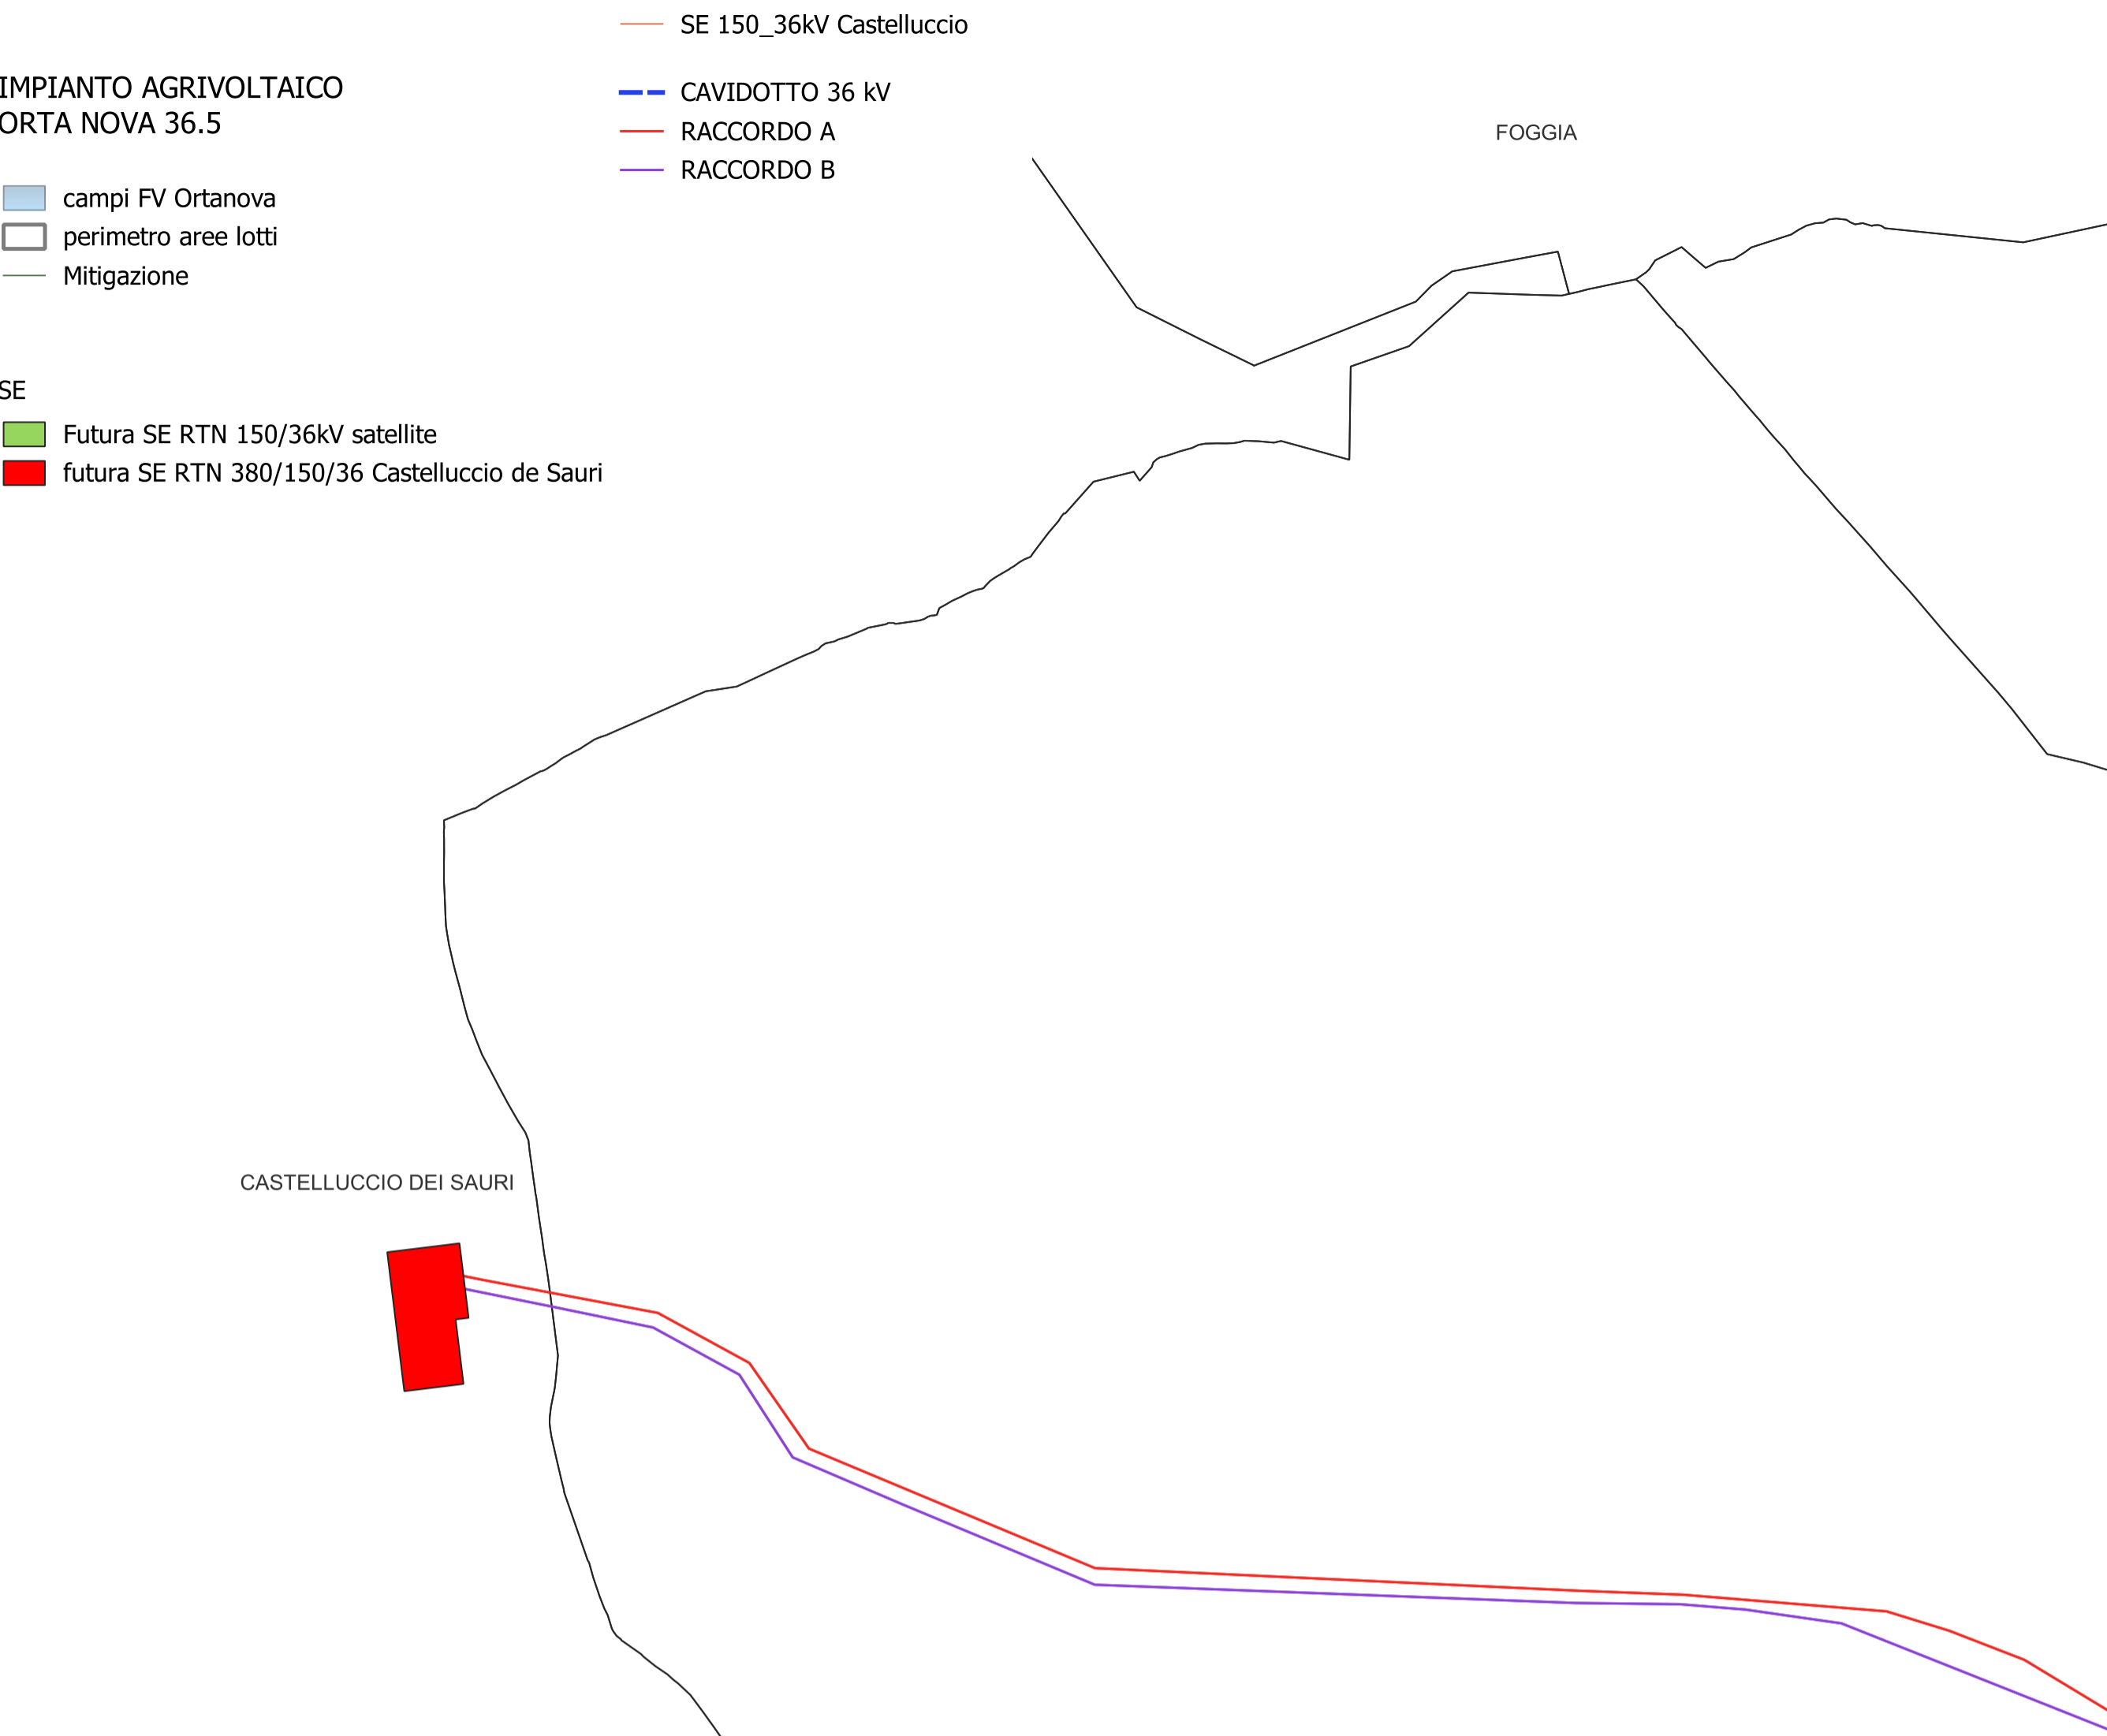 SE 150_36kV Castelluccio
IMPIANTO AGRIVOLTAICO
ORTA NOVA 36.5
CAVIDOTTO 36 kV
RACCORDO A
RACCORDO B
campi FV Ortanova
perimetro aree lotti
Mitigazione
SE
Futura SE RTN 150/36kV satellite
futura SE RTN 380/150/36 Castelluccio de Sauri
FOGGIA
CASTELLUCCIO DEI SAURI